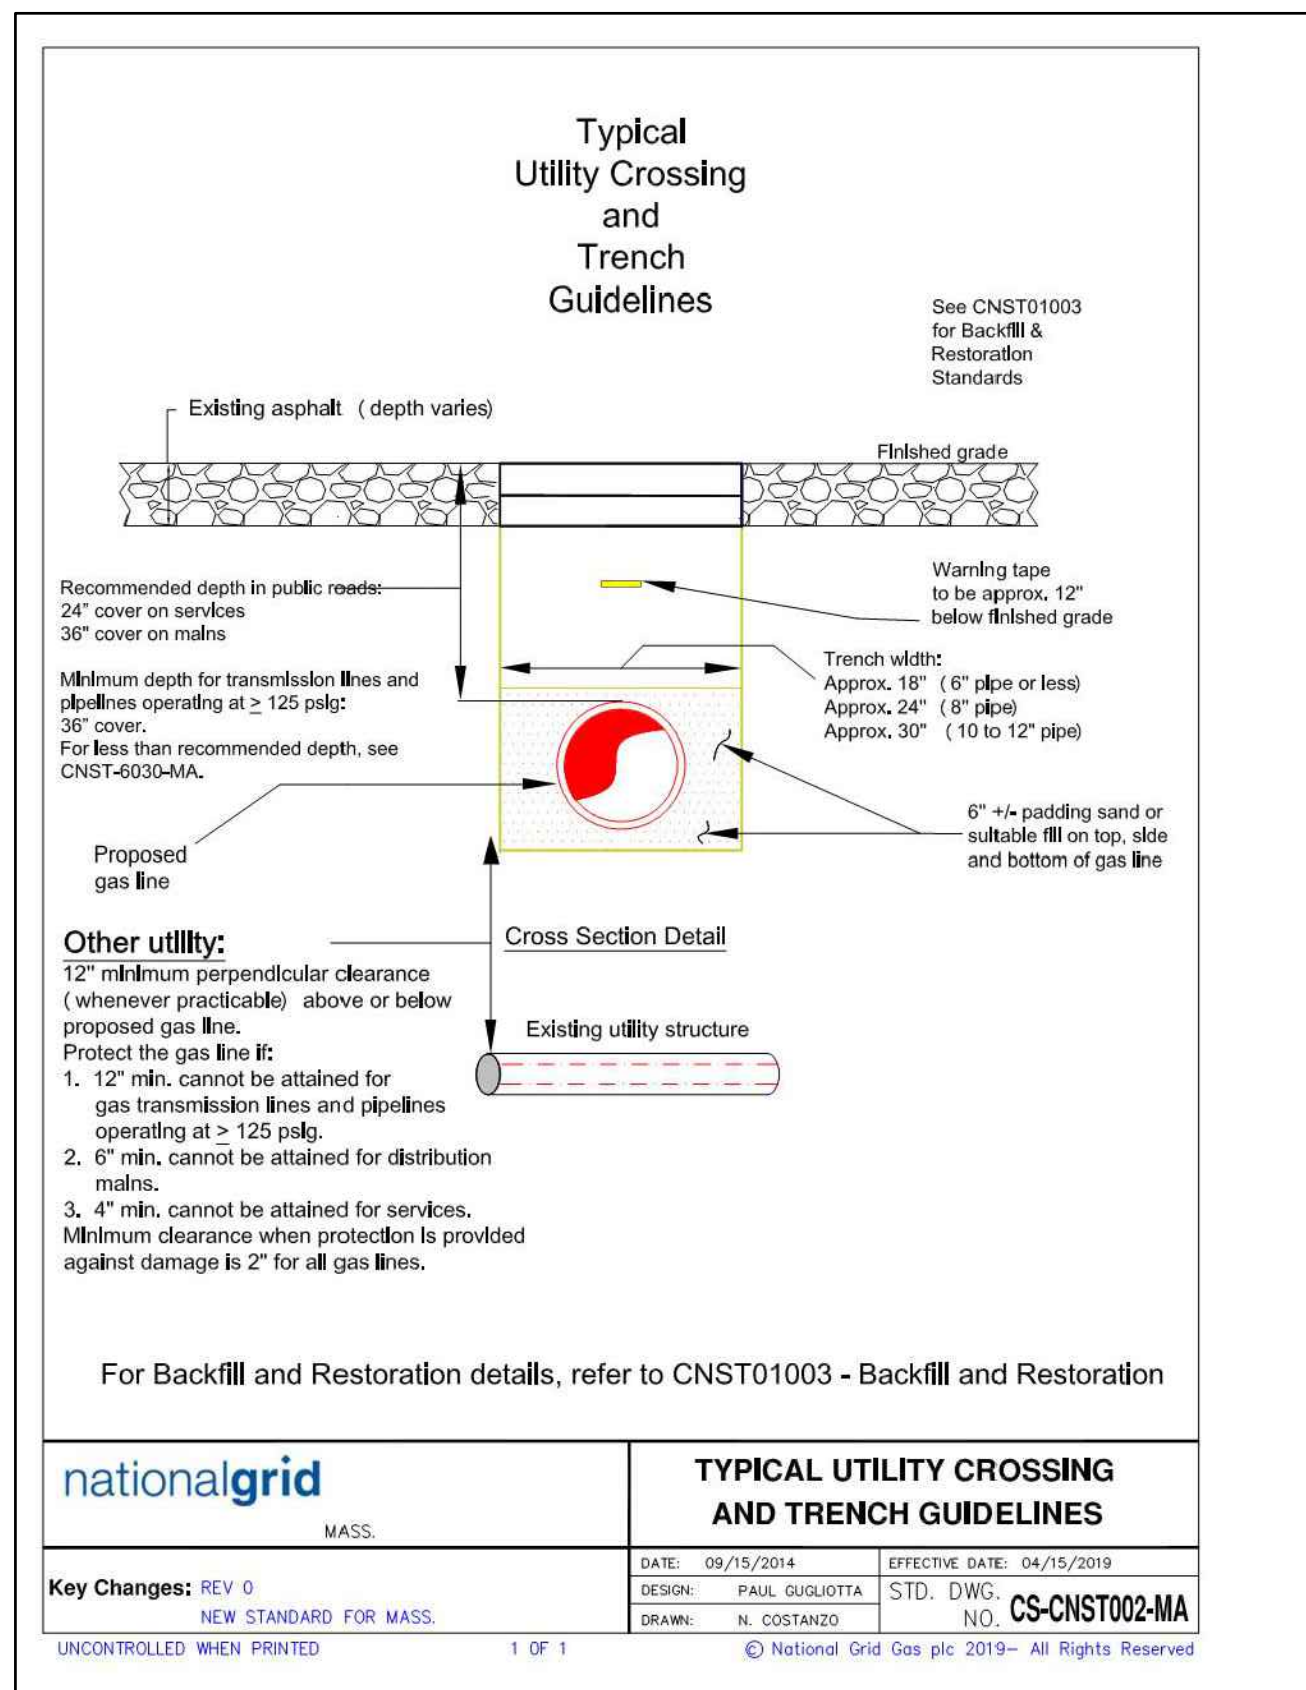 Typical
Utility Crossing
and
Trench
Guidelines
See CNST01003
for Backfill &
Restoration
Standards
Existing asphalt (depth varies)
Finished grade
Recommended depth in public roads:
24" cover on services
36" cover on mains
Minimum depth for transmission lines and
pipelines operating at ≥ 125 psig:
36" cover.
For less than recommended depth, see
CNST-6030-MA.
Warning tape
to be approx. 12"
below finished grade
Trench width:
Approx. 18" (6" pipe or less)
Approx. 24" (8" pipe)
Approx. 30" (10 to 12" pipe)
6" +/- padding sand or
suitable fill on top, side
and bottom of gas line
Proposed
gas line
Cross Section Detail
Existing utility structure
Other utility:
12" minimum perpendicular clearance
(whenever practicable) above or below
proposed gas line.
Protect the gas line if:
1. 12" min. cannot be attained for
gas transmission lines and pipelines
operating at ≥ 125 psig.
2. 6" min. cannot be attained for distribution
mains.
3. 4" min. cannot be attained for services.
Minimum clearance when protection is provided
against damage is 2" for all gas lines.
For Backfill and Restoration details, refer to CNST01003 - Backfill and Restoration
nationalgrid
MASS.
TYPICAL UTILITY CROSSING
AND TRENCH GUIDELINES
Key Changes: REV 0
NEW STANDARD FOR MASS.
DATE: 09/15/2014
EFFECTIVE DATE: 04/15/2019
DESIGN: PAUL GUGLIOTTA
DRAWN: N. COSTANZO
STD. DWG.
NO. CS-CNST002-MA
UNCONTROLLED WHEN PRINTED
1 OF 1
© National Grid Gas plc 2019– All Rights Reserved